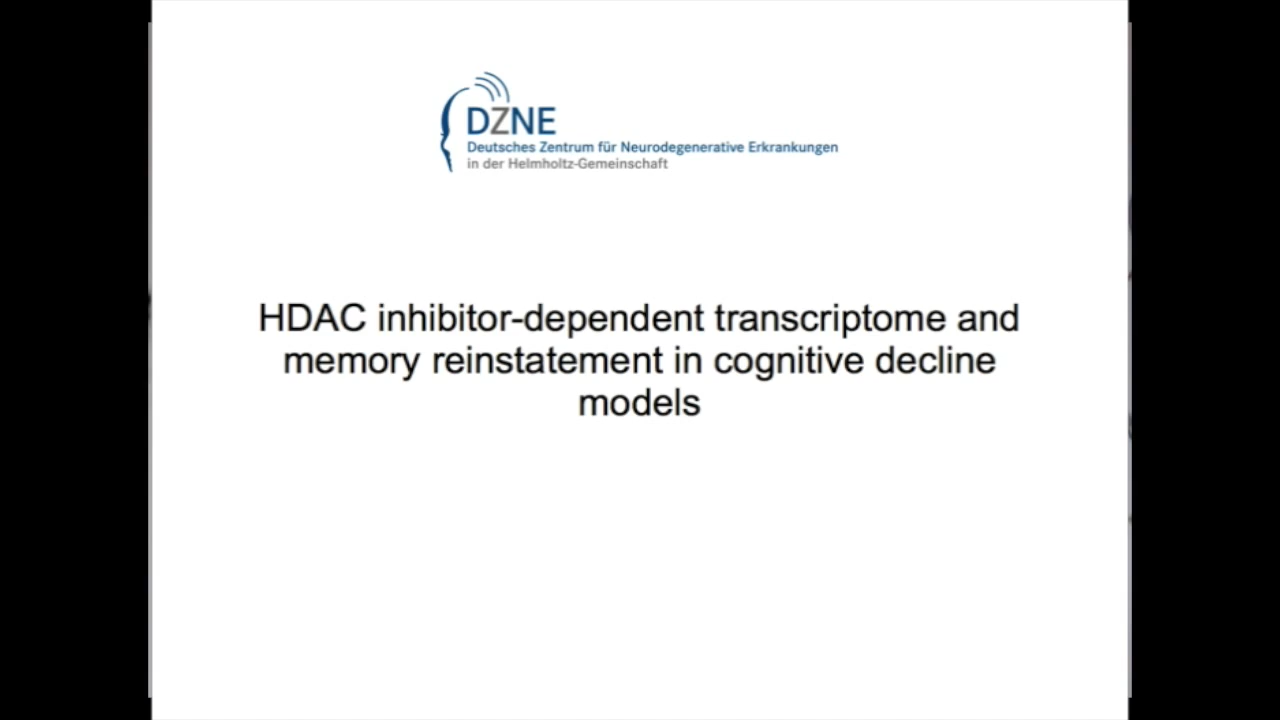 DZNE
Deutsches Zentrum für Neurodegenerative Erkrankungen
in der Helmholtz-Gemeinschaft
HDAC inhibitor-dependent transcriptome and
memory reinstatement in cognitive decline
models